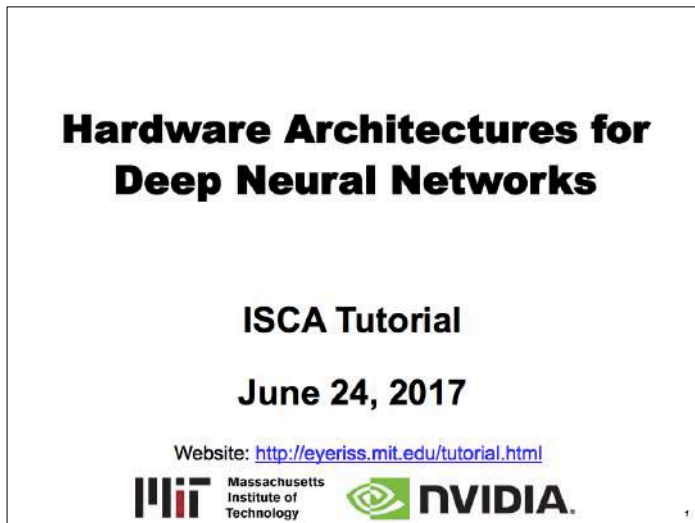 Hardware Architectures for
Deep Neural Networks
ISCA Tutorial
June 24, 2017
Website: http://eyeriss.mit.edu/tutorial.html
Massachusetts
Institute of
Technology
NVIDIA.
1